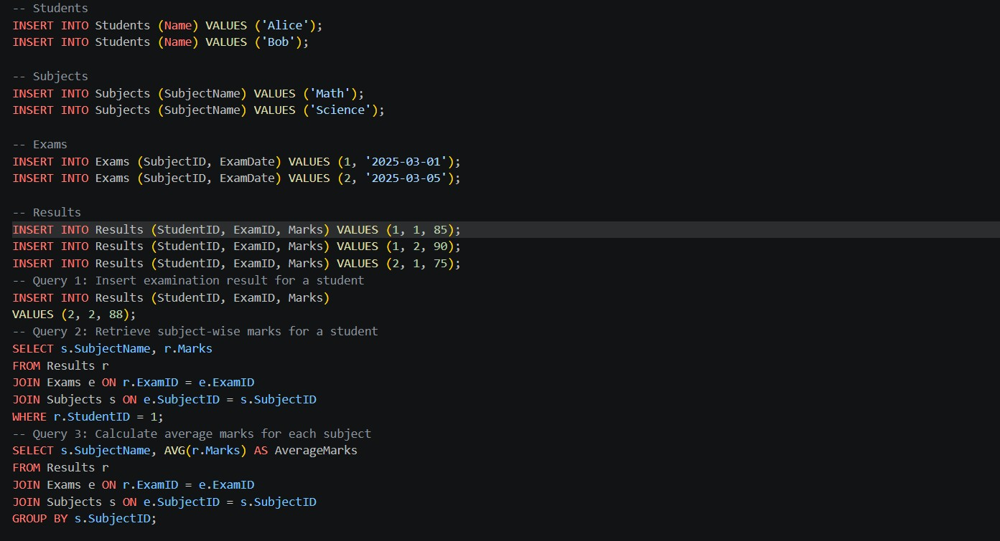 -- Students
INSERT INTO Students (Name) VALUES ('Alice');
INSERT INTO Students (Name) VALUES ('Bob');
-- Subjects
INSERT INTO Subjects (SubjectName) VALUES ('Math');
INSERT INTO Subjects (SubjectName) VALUES ('Science');
-- Exams
INSERT INTO Exams (SubjectID, ExamDate) VALUES (1, '2025-03-01');
INSERT INTO Exams (SubjectID, ExamDate) VALUES (2, '2025-03-05');
-- Results
INSERT INTO Results (StudentID, ExamID, Marks) VALUES (1, 1, 85);
INSERT INTO Results (StudentID, ExamID, Marks) VALUES (1, 2, 90);
INSERT INTO Results (StudentID, ExamID, Marks) VALUES (2, 1, 75);
-- Query 1: Insert examination result for a student
INSERT INTO Results (StudentID, ExamID, Marks)
VALUES (2, 2, 88);
-- Query 2: Retrieve subject-wise marks for a student
SELECT s.SubjectName, r.Marks
FROM Results r
JOIN Exams e ON r.ExamID = e.ExamID
JOIN Subjects s ON e.SubjectID = s.SubjectID
WHERE r.StudentID = 1;
-- Query 3: Calculate average marks for each subject
SELECT s.SubjectName, AVG(r.Marks) AS AverageMarks
FROM Results r
JOIN Exams e ON r.ExamID = e.ExamID
JOIN Subjects s ON e.SubjectID = s.SubjectID
GROUP BY s.SubjectID;